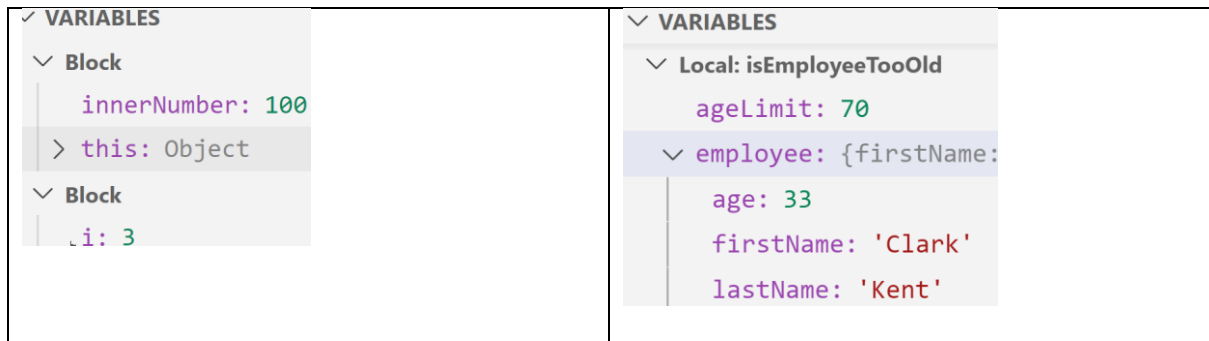 VARIABLES
Block
innerNumber: 100
this: Object
Block
i: 3
VARIABLES
Local: isEmployeeTooOld
ageLimit: 70
employee: {firstName:
age: 33
firstName: 'Clark'
lastName: 'Kent'